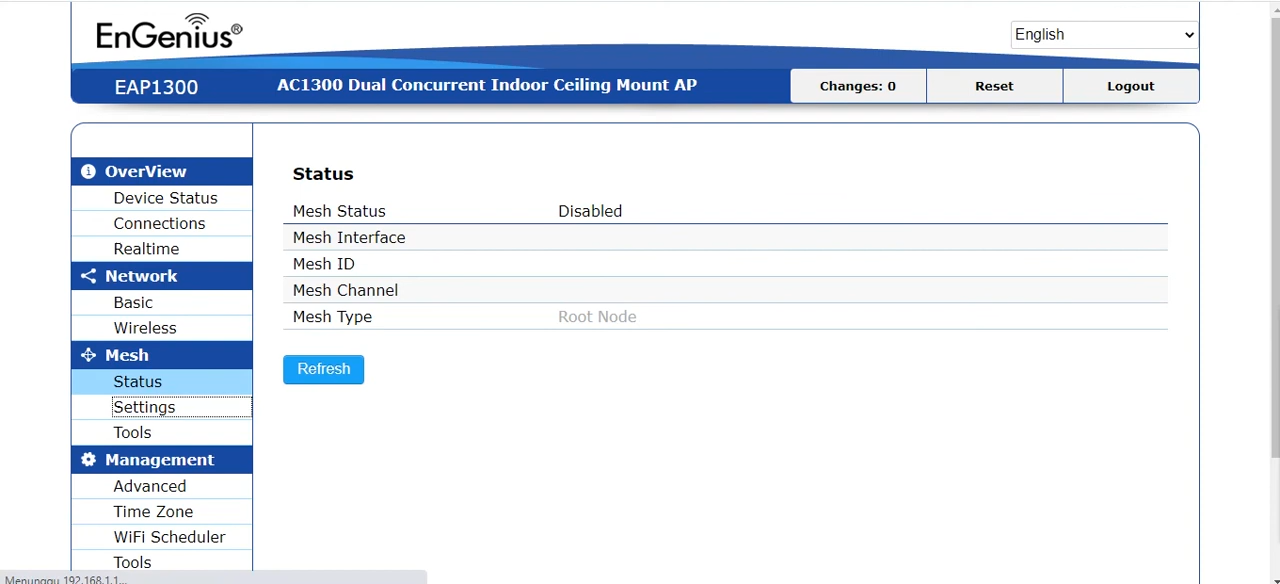 EnGenius®
English
EAP1300
AC1300 Dual Concurrent Indoor Ceiling Mount AP
Changes: 0
Reset
Logout
OverView
Device Status
Connections
Realtime
Network
Basic
Wireless
Mesh
Status
Settings
Tools
Management
Advanced
Time Zone
WiFi Scheduler
Tools
Status
Mesh Status Disabled
Mesh Interface
Mesh ID
Mesh Channel
Mesh Type Root Node
Refresh
Menunggu 192.168.1.1...